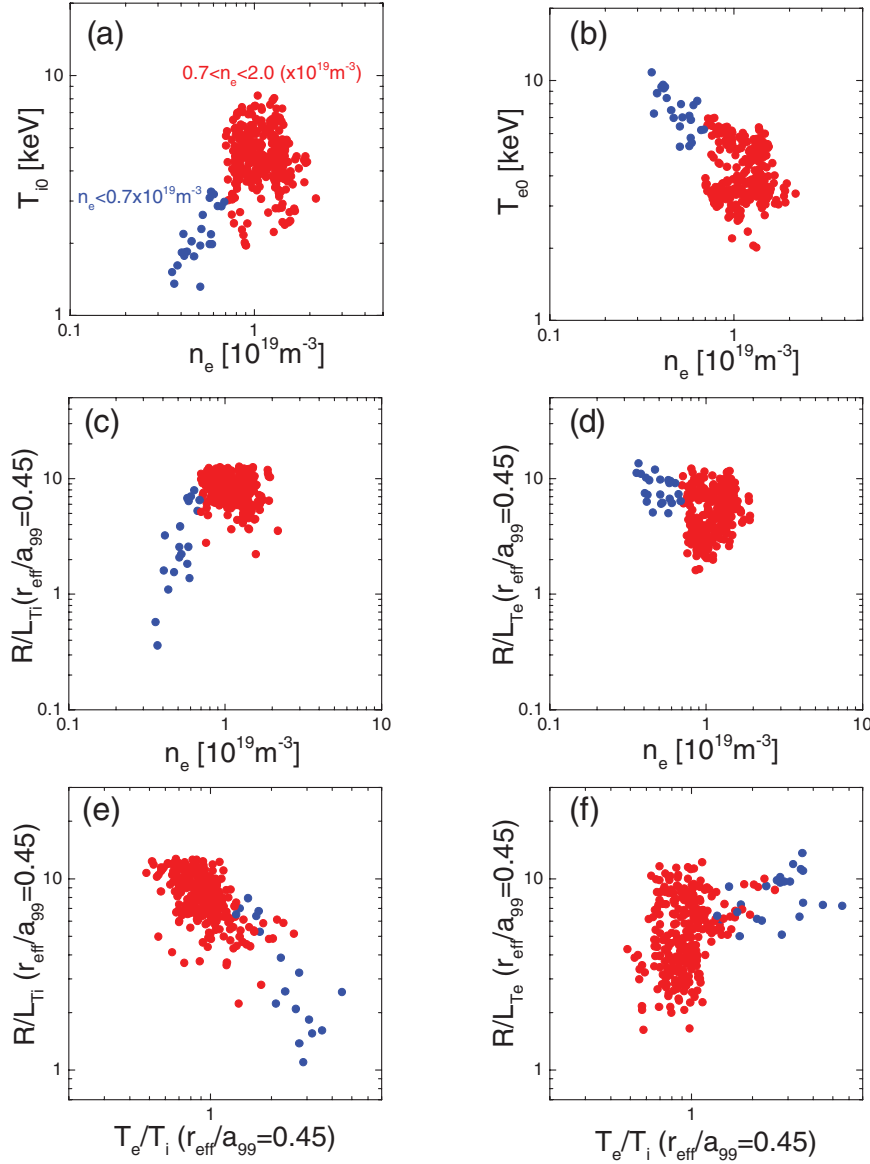 (a)
0.7<n_e<2.0 (x10^19 m^-3)
n_e<0.7x10^19 m^-3
T_i0 [keV]
10
1
0.1
1
n_e [10^19 m^-3]
(b)
T_e0 [keV]
10
1
0.1
1
n_e [10^19 m^-3]
(c)
R/L_Ti (r_eff/a_99=0.45)
10
1
0.1
0.1
1
10
n_e [10^19 m^-3]
(d)
R/L_Te (r_eff/a_99=0.45)
10
1
0.1
0.1
1
10
n_e [10^19 m^-3]
(e)
R/L_Ti (r_eff/a_99=0.45)
10
1
1
T_e/T_i (r_eff/a_99=0.45)
(f)
R/L_Te (r_eff/a_99=0.45)
10
1
1
T_e/T_i (r_eff/a_99=0.45)